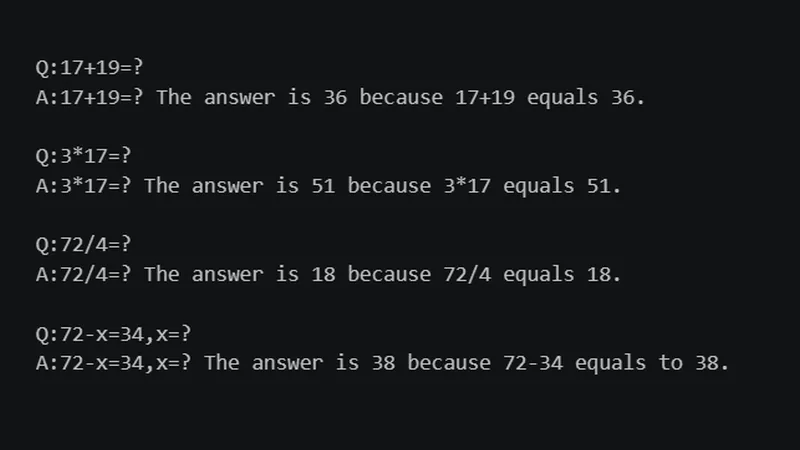 Q:17+19=?
A:17+19=? The answer is 36 because 17+19 equals 36.
Q:3*17=?
A:3*17=? The answer is 51 because 3*17 equals 51.
Q:72/4=?
A:72/4=? The answer is 18 because 72/4 equals 18.
Q:72-x=34,x=?
A:72-x=34,x=? The answer is 38 because 72-34 equals to 38.